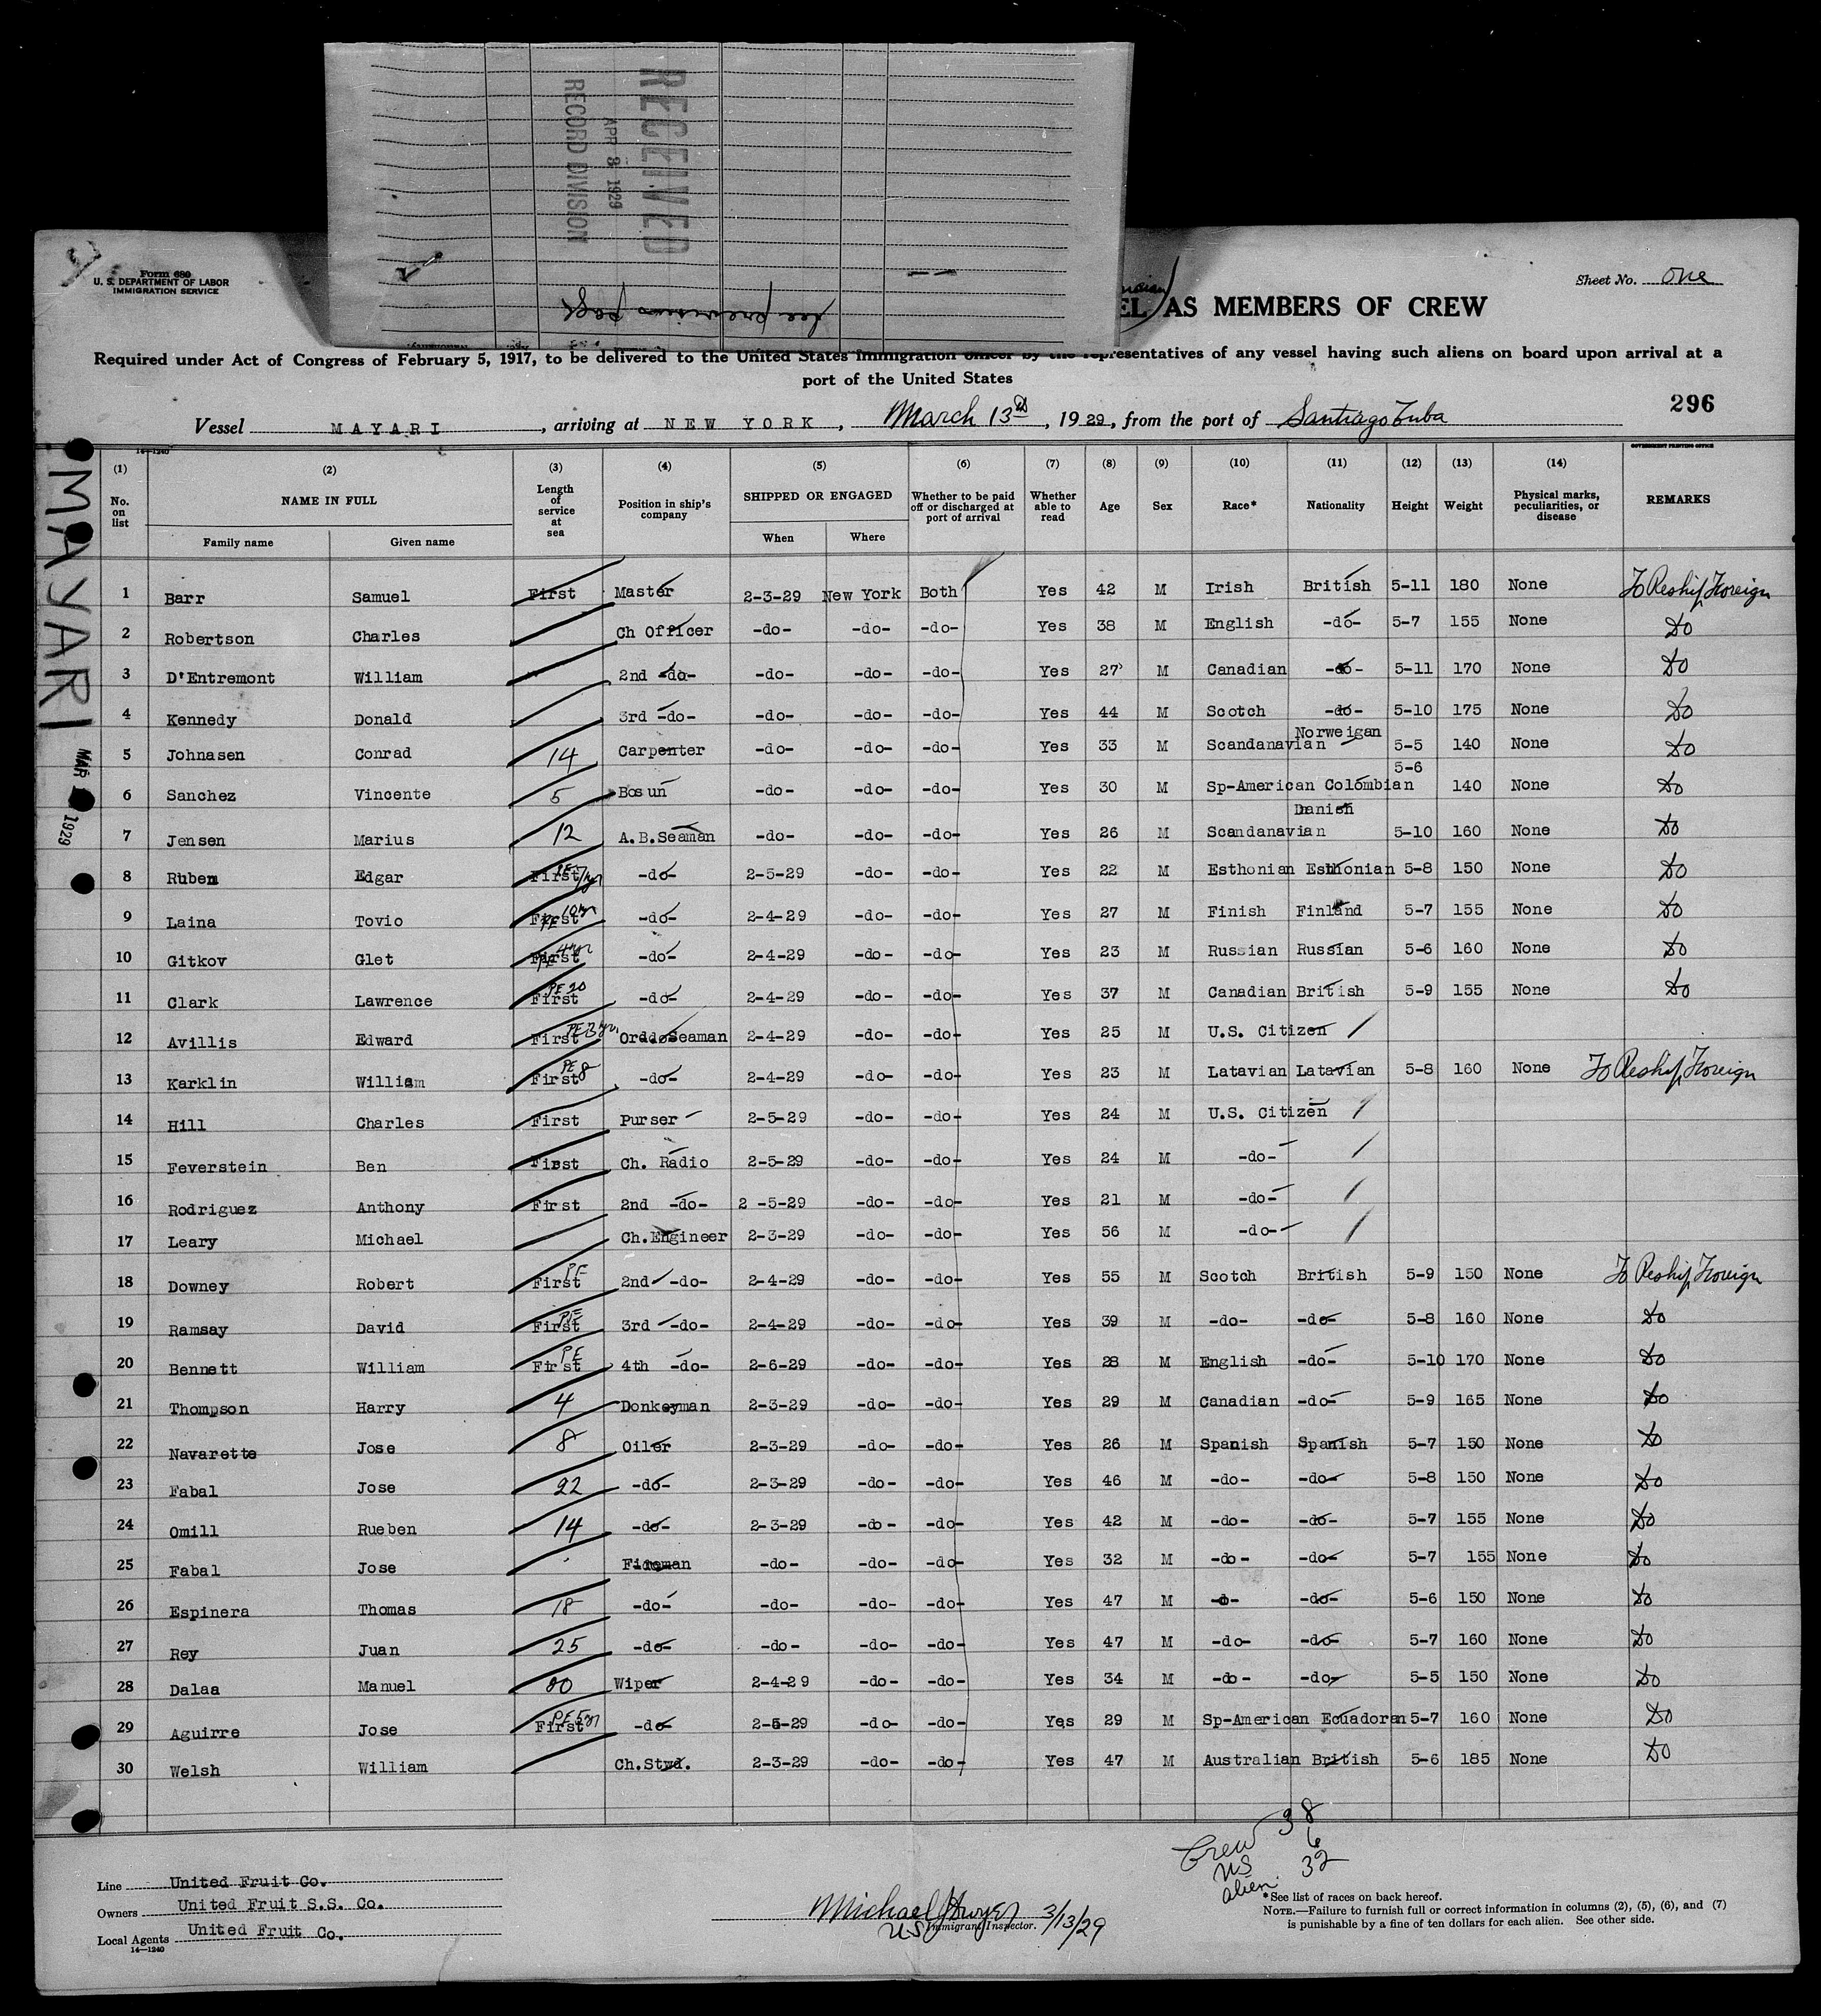 RECEIVED
APR 8 1929
RECORD DIVISION
see previous page
Form 680
U. S. DEPARTMENT OF LABOR
IMMIGRATION SERVICE
Sheet No. One
AS MEMBERS OF CREW
Required under Act of Congress of February 5, 1917, to be delivered to the United States Immigration officer by the representatives of any vessel having such aliens on board upon arrival at a
port of the United States
296
Vessel MAYARI, arriving at NEW YORK, March 13th, 1929, from the port of Santiago Cuba
14—1240
GOVERNMENT PRINTING OFFICE
MAYARI
MAR 1929
(1) (2) (3) (4) (5) (6) (7) (8) (9) (10) (11) (12) (13) (14)
No. on list NAME IN FULL Length of service at sea Position in ship's company SHIPPED OR ENGAGED Whether to be paid off or discharged at port of arrival Whether able to read Age Sex Race* Nationality Height Weight Physical marks, peculiarities, or disease REMARKS
Family name Given name When Where
1 Barr Samuel First Master 2-3-29 New York Both Yes 42 M Irish British 5-11 180 None To Reship Foreign
2 Robertson Charles Ch Officer -do- -do- -do- Yes 38 M English -do- 5-7 155 None Do
3 D'Entremont William 2nd -do- -do- -do- -do- Yes 27 M Canadian -do- 5-11 170 None Do
4 Kennedy Donald 3rd -do- -do- -do- -do- Yes 44 M Scotch -do- 5-10 175 None Do
5 Johnasen Conrad 14 Carpenter -do- -do- -do- Yes 33 M Scandanavian Norweigan 5-5 140 None Do
6 Sanchez Vincente 5 Bosun -do- -do- -do- Yes 30 M Sp-American Colombian 5-6 140 None Do
7 Jensen Marius 12 A.B.Seaman -do- -do- -do- Yes 26 M Scandanavian Danish 5-10 160 None Do
8 Ruben Edgar First PE 7yr -do- 2-5-29 -do- -do- Yes 22 M Esthonian Esthonian 5-8 150 None Do
9 Laina Tovio First PE 10yr -do- 2-4-29 -do- -do- Yes 27 M Finish Finland 5-7 155 None Do
10 Gitkov Glet First PE 4yr -do- 2-4-29 -do- -do- Yes 23 M Russian Russian 5-6 160 None Do
11 Clark Lawrence First PE 20 -do- 2-4-29 -do- -do- Yes 37 M Canadian British 5-9 155 None Do
12 Avillis Edward First PE 3yr Seaman 2-4-29 -do- -do- Yes 25 M U.S. Citizen
13 Karklin William First PE 8 -do- 2-4-29 -do- -do- Yes 23 M Latavian Latavian 5-8 160 None To Reship Foreign
14 Hill Charles First Purser 2-5-29 -do- -do- Yes 24 M U.S. Citizen
15 Feverstein Ben First Ch. Radio 2-5-29 -do- -do- Yes 24 M -do-
16 Rodriguez Anthony First 2nd -do- 2 -5-29 -do- -do- Yes 21 M -do-
17 Leary Michael Ch.Engineer 2-3-29 -do- -do- Yes 56 M -do-
18 Downey Robert First PE 2nd -do- 2-4-29 -do- -do- Yes 55 M Scotch British 5-9 150 None To Reship Foreign
19 Ramsay David First PE 3rd -do- 2-4-29 -do- -do- Yes 39 M -do- -do- 5-8 160 None Do
20 Bennett William First PE 4th -do- 2-6-29 -do- -do- Yes 28 M English -do- 5-10 170 None Do
21 Thompson Harry 4 Donkeyman 2-3-29 -do- -do- Yes 29 M Canadian -do- 5-9 165 None Do
22 Navarette Jose 8 Oiler 2-3-29 -do- -do- Yes 26 M Spanish Spanish 5-7 150 None Do
23 Fabal Jose 22 -do- 2-3-29 -do- -do- Yes 46 M -do- -do- 5-8 150 None Do
24 Omill Rueben 14 -do- 2-3-29 -do- -do- Yes 42 M -do- -do- 5-7 155 None Do
25 Fabal Jose Fireman -do- -do- -do- Yes 32 M -do- -do- 5-7 155 None Do
26 Espinera Thomas 18 -do- -do- -do- -do- Yes 47 M -do- -do- 5-6 150 None Do
27 Rey Juan 25 -do- -do- -do- -do- Yes 47 M -do- -do- 5-7 160 None Do
28 Dalaa Manuel Wiper 2-4-29 -do- -do- Yes 34 M -do- -do- 5-5 150 None Do
29 Aguirre Jose First PE 5yr -do- 2-5-29 -do- -do- Yes 29 M Sp-American Ecuadoran 5-7 160 None Do
30 Welsh William Ch.Stwd. 2-3-29 -do- -do- Yes 47 M Australian British 5-6 185 None Do
Crew 38
US 6
alien 32
Line United Fruit Co.
Owners United Fruit S.S. Co.
Local Agents United Fruit Co.
14—1240
Michael Dwyer 3/13/29
US Immigrant Inspector.
*See list of races on back hereof.
NOTE.—Failure to furnish full or correct information in columns (2), (5), (6), and (7)
is punishable by a fine of ten dollars for each alien. See other side.